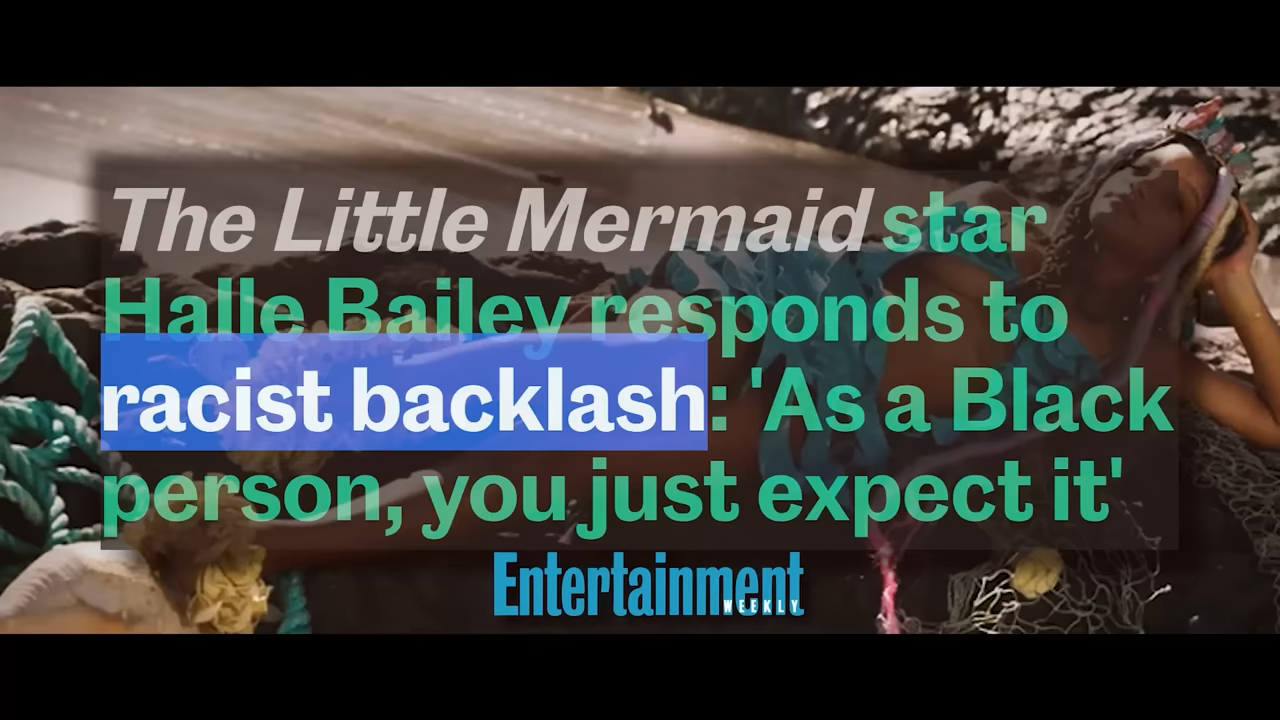 The Little Mermaid star
Halle Bailey responds to
racist backlash: 'As a Black
person, you just expect it'
Entertainment
WEEKLY